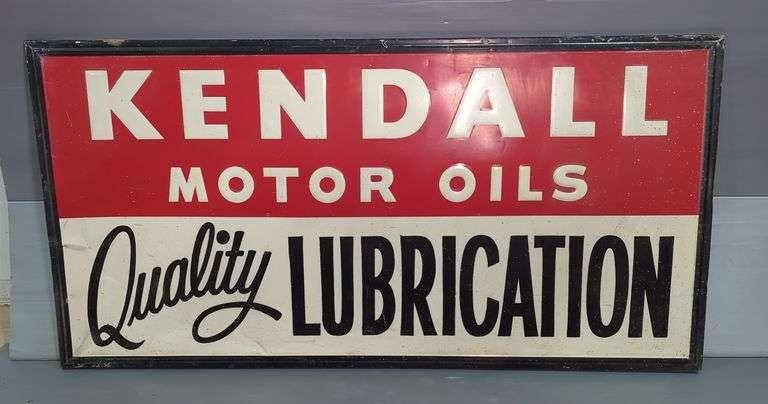 KENDALL
MOTOR OILS
Quality LUBRICATION